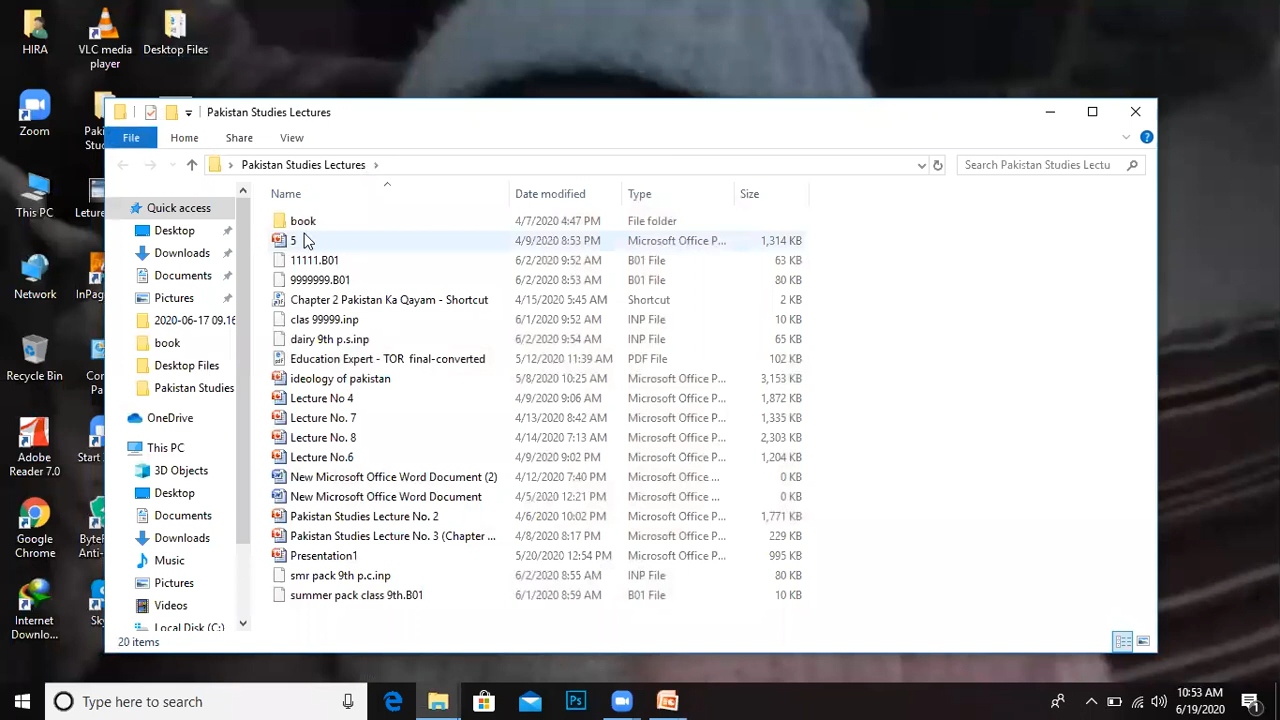 HIRA
VLC media player
Desktop Files
Zoom
This PC
Network
Recycle Bin
Adobe Reader 7.0
Google Chrome
Internet Downlo...
Pakistan Studies Lectures
File
Home
Share
View
Pakistan Studies Lectures
Search Pakistan Studies Lectu
Name
Date modified
Type
Size
Quick access
Desktop
Downloads
Documents
Pictures
2020-06-17 09.16
book
Desktop Files
Pakistan Studies
OneDrive
This PC
3D Objects
Desktop
Documents
Downloads
Music
Pictures
Videos
Local Disk (C:)
book 4/7/2020 4:47 PM File folder
5 4/9/2020 8:53 PM Microsoft Office P... 1,314 KB
11111.B01 6/2/2020 9:52 AM B01 File 63 KB
9999999.B01 6/2/2020 8:53 AM B01 File 80 KB
Chapter 2 Pakistan Ka Qayam - Shortcut 4/15/2020 5:45 AM Shortcut 2 KB
clas 99999.inp 6/1/2020 9:52 AM INP File 10 KB
dairy 9th p.s.inp 6/2/2020 9:54 AM INP File 65 KB
Education Expert - TOR final-converted 5/12/2020 11:39 AM PDF File 102 KB
ideology of pakistan 5/8/2020 10:25 AM Microsoft Office P... 3,153 KB
Lecture No 4 4/9/2020 9:06 AM Microsoft Office P... 1,872 KB
Lecture No. 7 4/13/2020 8:42 AM Microsoft Office P... 1,335 KB
Lecture No. 8 4/14/2020 7:13 AM Microsoft Office P... 2,303 KB
Lecture No.6 4/9/2020 9:02 PM Microsoft Office P... 1,204 KB
New Microsoft Office Word Document (2) 4/12/2020 7:40 PM Microsoft Office ... 0 KB
New Microsoft Office Word Document 4/5/2020 12:21 PM Microsoft Office ... 0 KB
Pakistan Studies Lecture No. 2 4/6/2020 10:02 PM Microsoft Office P... 1,771 KB
Pakistan Studies Lecture No. 3 (Chapter ... 4/8/2020 8:17 PM Microsoft Office P... 229 KB
Presentation1 5/20/2020 12:54 PM Microsoft Office P... 995 KB
smr pack 9th p.c.inp 6/2/2020 8:55 AM INP File 80 KB
summer pack class 9th.B01 6/1/2020 8:59 AM B01 File 10 KB
20 items
Type here to search
10:53 AM
6/19/2020